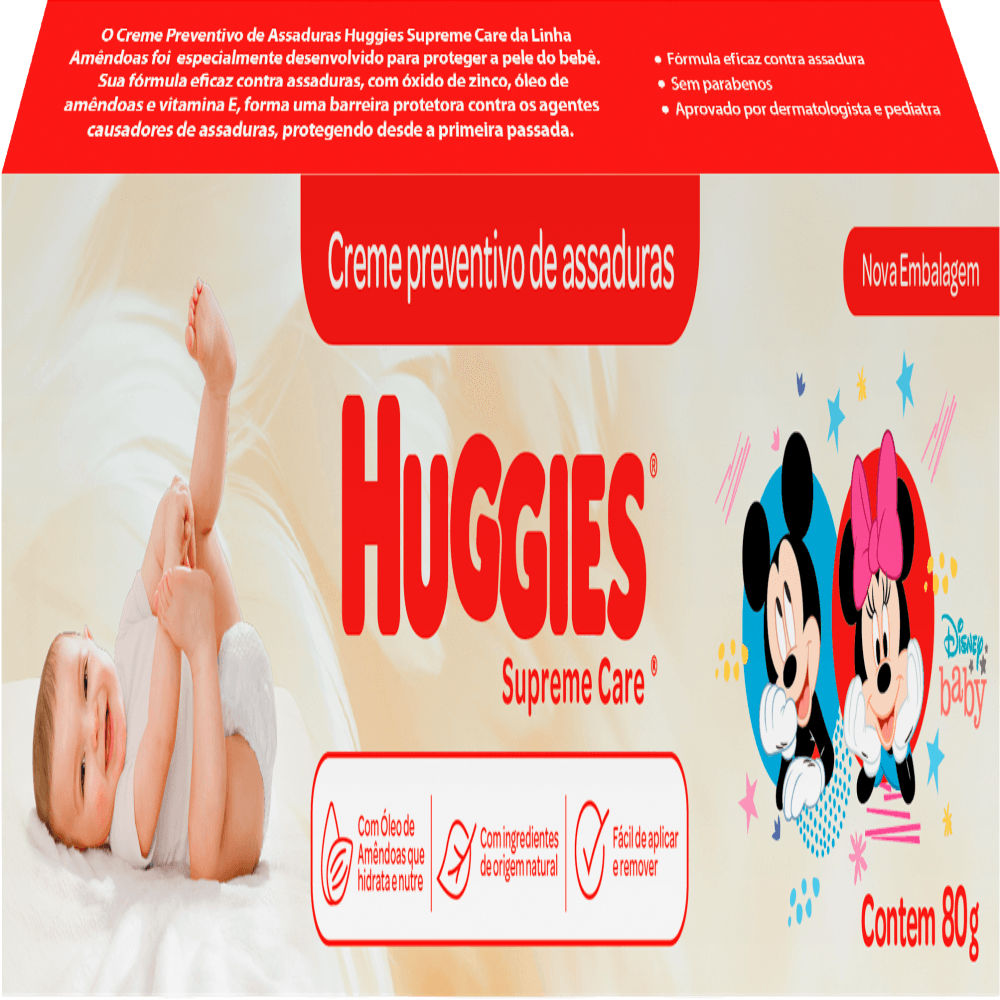 O Creme Preventivo de Assaduras Huggies Supreme Care da Linha
Amêndoas foi especialmente desenvolvido para proteger a pele do bebê.
Sua fórmula eficaz contra assaduras, com óxido de zinco, óleo de
amêndoas e vitamina E, forma uma barreira protetora contra os agentes
causadores de assaduras, protegendo desde a primeira passada.
• Fórmula eficaz contra assadura
• Sem parabenos
• Aprovado por dermatologista e pediatra
Creme preventivo de assaduras
Nova Embalagem
HUGGIES®
Supreme Care®
Disney
baby
Com Óleo de
Amêndoas que
hidrata e nutre
Com ingredientes
de origem natural
Fácil de aplicar
e remover
Contem 80g